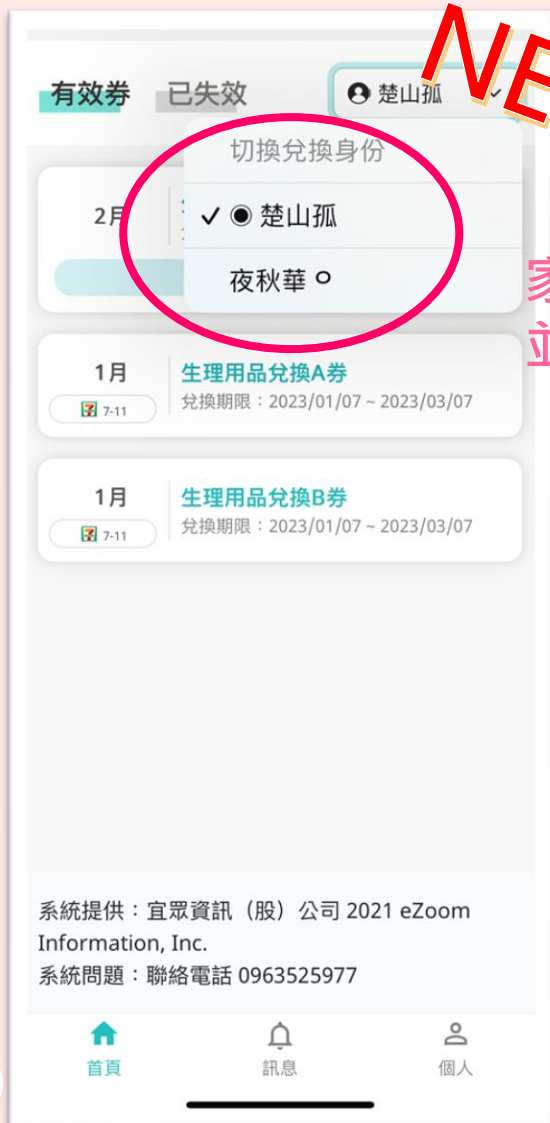 有效券 已失效 楚山孤
NE
切換兌換身份
✓ ◉ 楚山孤
夜秋華
2月
家
並
1月 生理用品兌換A券
7-11 兌換期限：2023/01/07 ~ 2023/03/07
1月 生理用品兌換B券
7-11 兌換期限：2023/01/07 ~ 2023/03/07
系統提供：宜眾資訊（股）公司 2021 eZoom
Information, Inc.
系統問題：聯絡電話 0963525977
首頁 訊息 個人